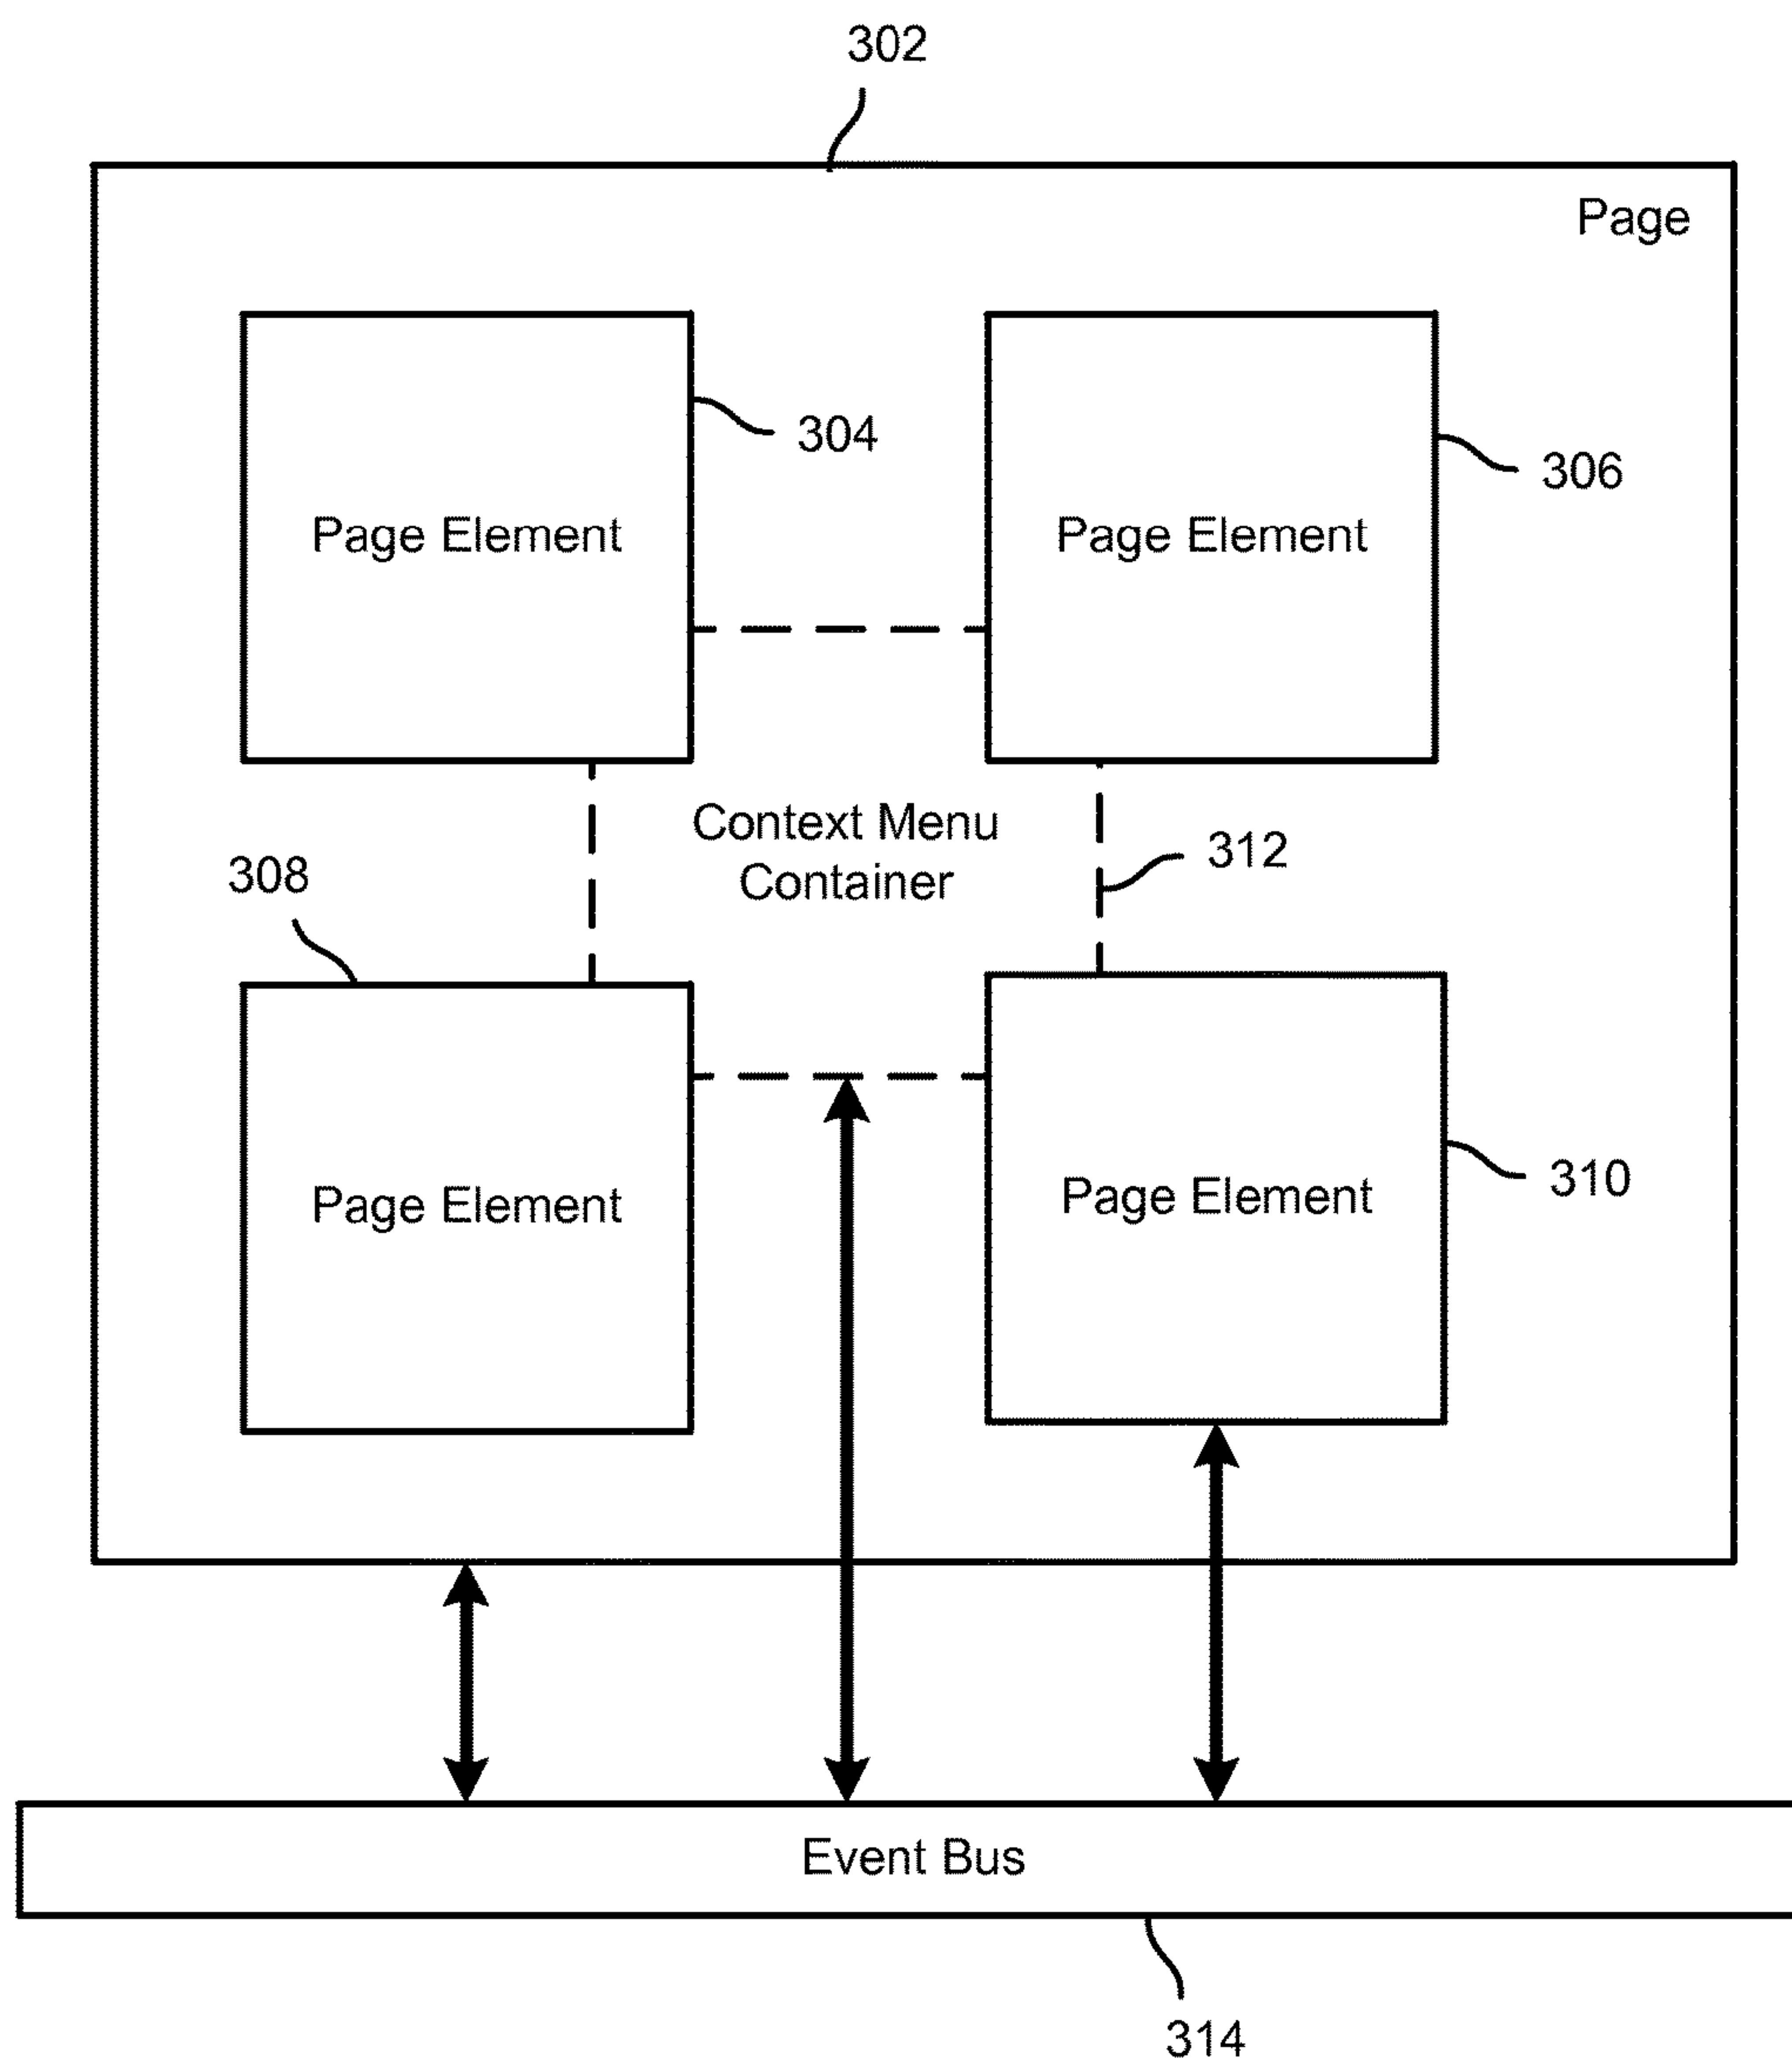 302
Page
304
306
Page Element
Page Element
Context Menu
Container
312
308
310
Page Element
Page Element
Event Bus
314